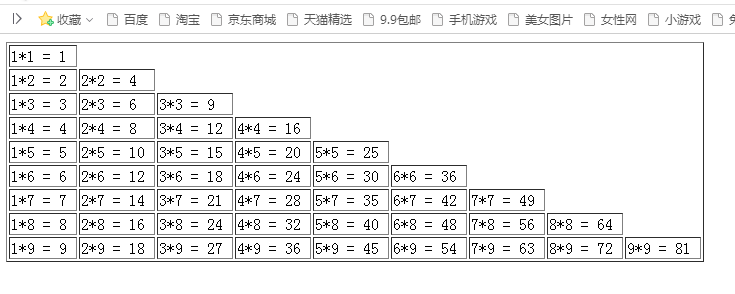 收藏 百度 淘宝 京东商城 天猫精选 9.9包邮 手机游戏 美女图片 女性网 小游戏
1*1 = 1
1*2 = 2 2*2 = 4
1*3 = 3 2*3 = 6 3*3 = 9
1*4 = 4 2*4 = 8 3*4 = 12 4*4 = 16
1*5 = 5 2*5 = 10 3*5 = 15 4*5 = 20 5*5 = 25
1*6 = 6 2*6 = 12 3*6 = 18 4*6 = 24 5*6 = 30 6*6 = 36
1*7 = 7 2*7 = 14 3*7 = 21 4*7 = 28 5*7 = 35 6*7 = 42 7*7 = 49
1*8 = 8 2*8 = 16 3*8 = 24 4*8 = 32 5*8 = 40 6*8 = 48 7*8 = 56 8*8 = 64
1*9 = 9 2*9 = 18 3*9 = 27 4*9 = 36 5*9 = 45 6*9 = 54 7*9 = 63 8*9 = 72 9*9 = 81